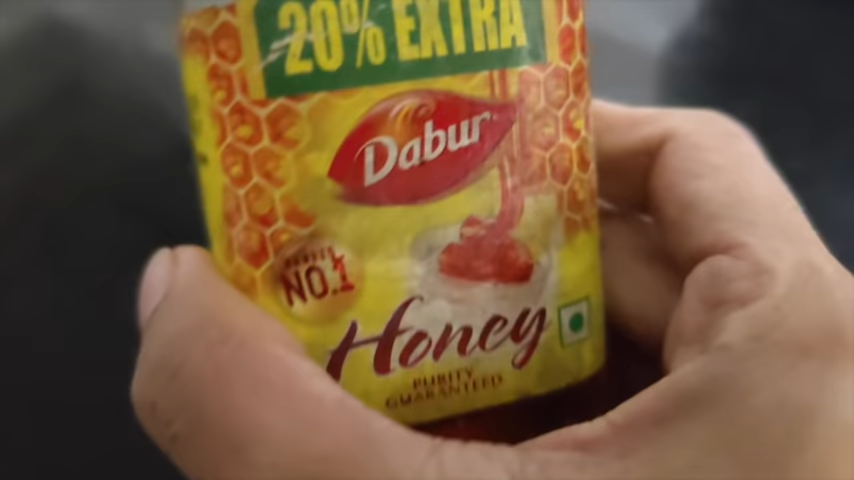 20% EXTRA
Dabur
NO.1
Honey
PURITY
GUARANTEED